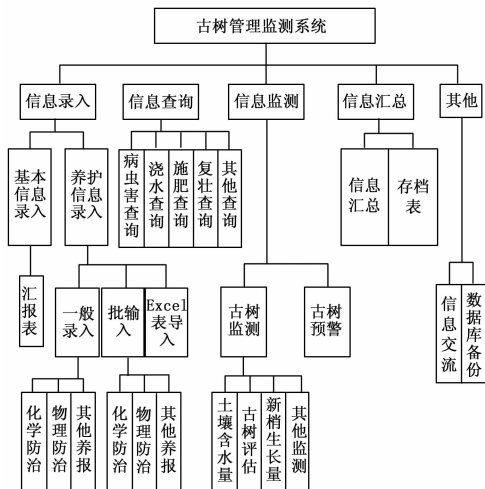 古树管理监测系统
信息录入
信息查询
信息监测
信息汇总
其他
基本
信息
录入
养护
信息
录入
病虫害查询
浇水查询
施肥查询
复壮查询
其他查询
信息
汇总
存档
表
汇报表
一般
录入
批输
入
Excel
表导
入
古树
监测
古树
预警
信息交流
数据库备份
化学防治
物理防治
其他养报
化学防治
物理防治
其他养报
土壤含水量
古树评估
新梢生长量
其他监测